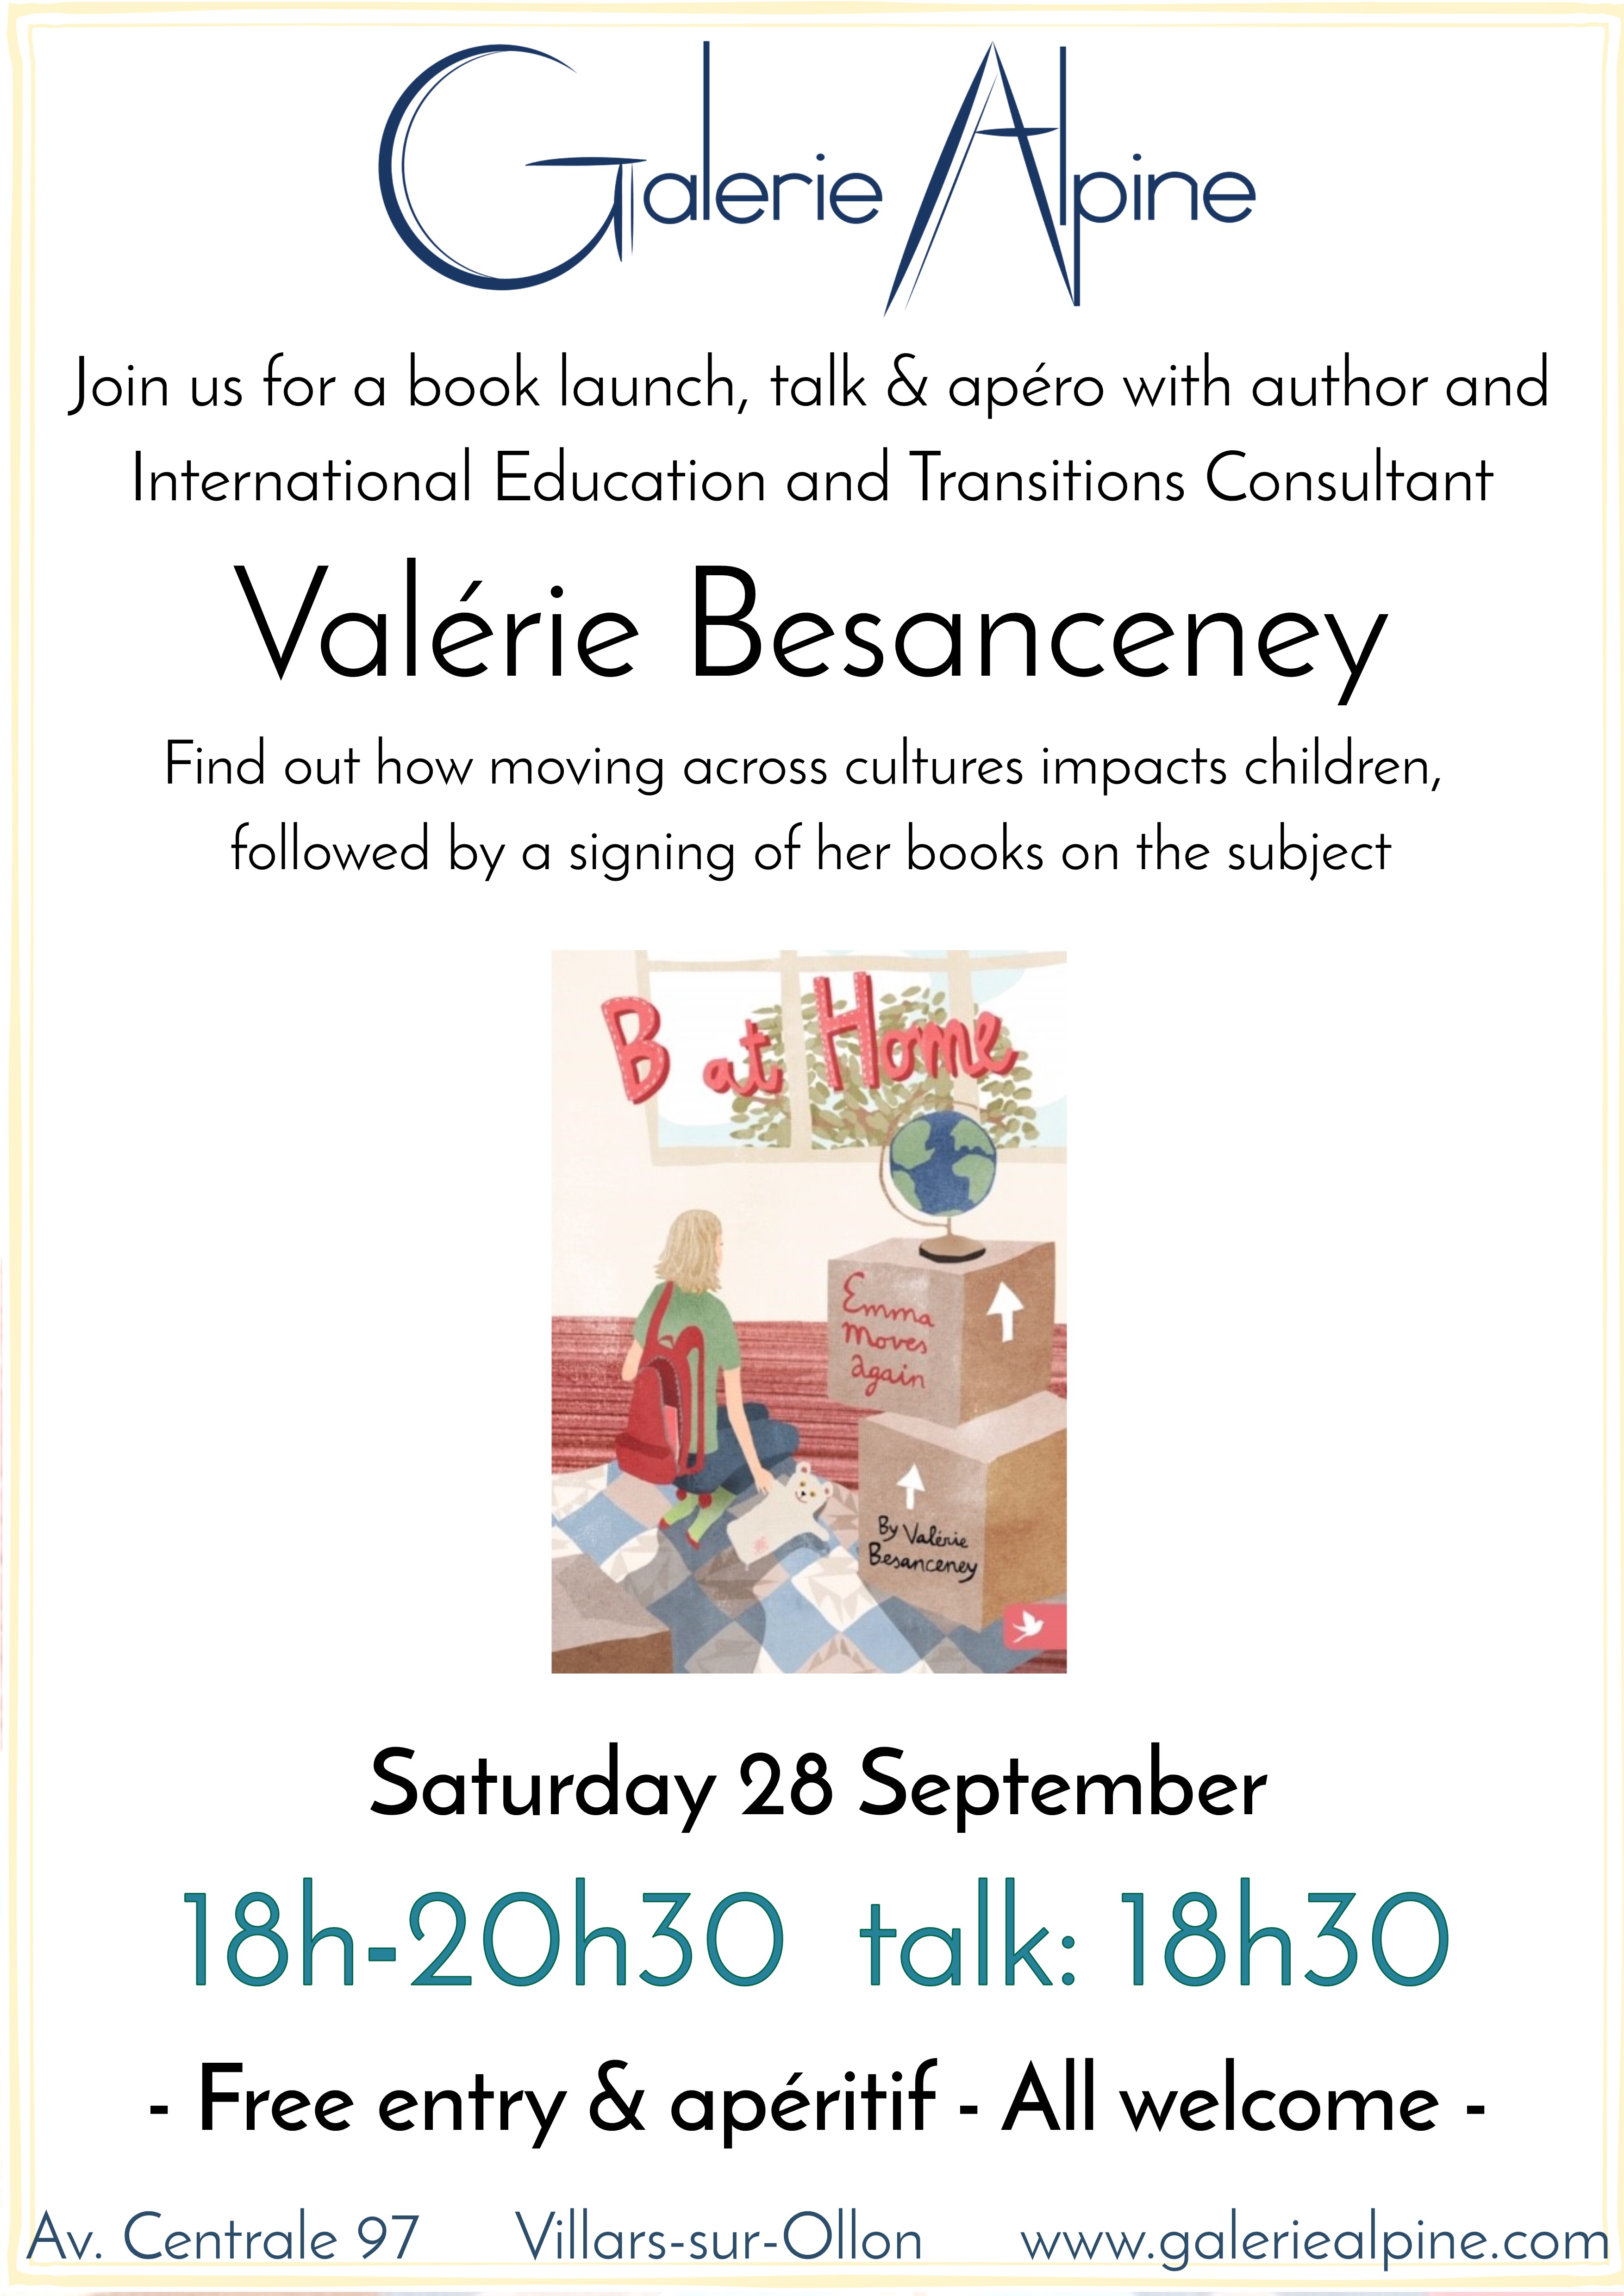 Galerie Alpine
Join us for a book launch, talk & apéro with author and
International Education and Transitions Consultant
Valérie Besanceney
Find out how moving across cultures impacts children,
followed by a signing of her books on the subject
B at Home
Emma
Moves
again
By Valérie
Besanceney
Saturday 28 September
18h-20h30 talk: 18h30
- Free entry & apéritif - All welcome -
Av. Centrale 97 Villars-sur-Ollon www.galeriealpine.com